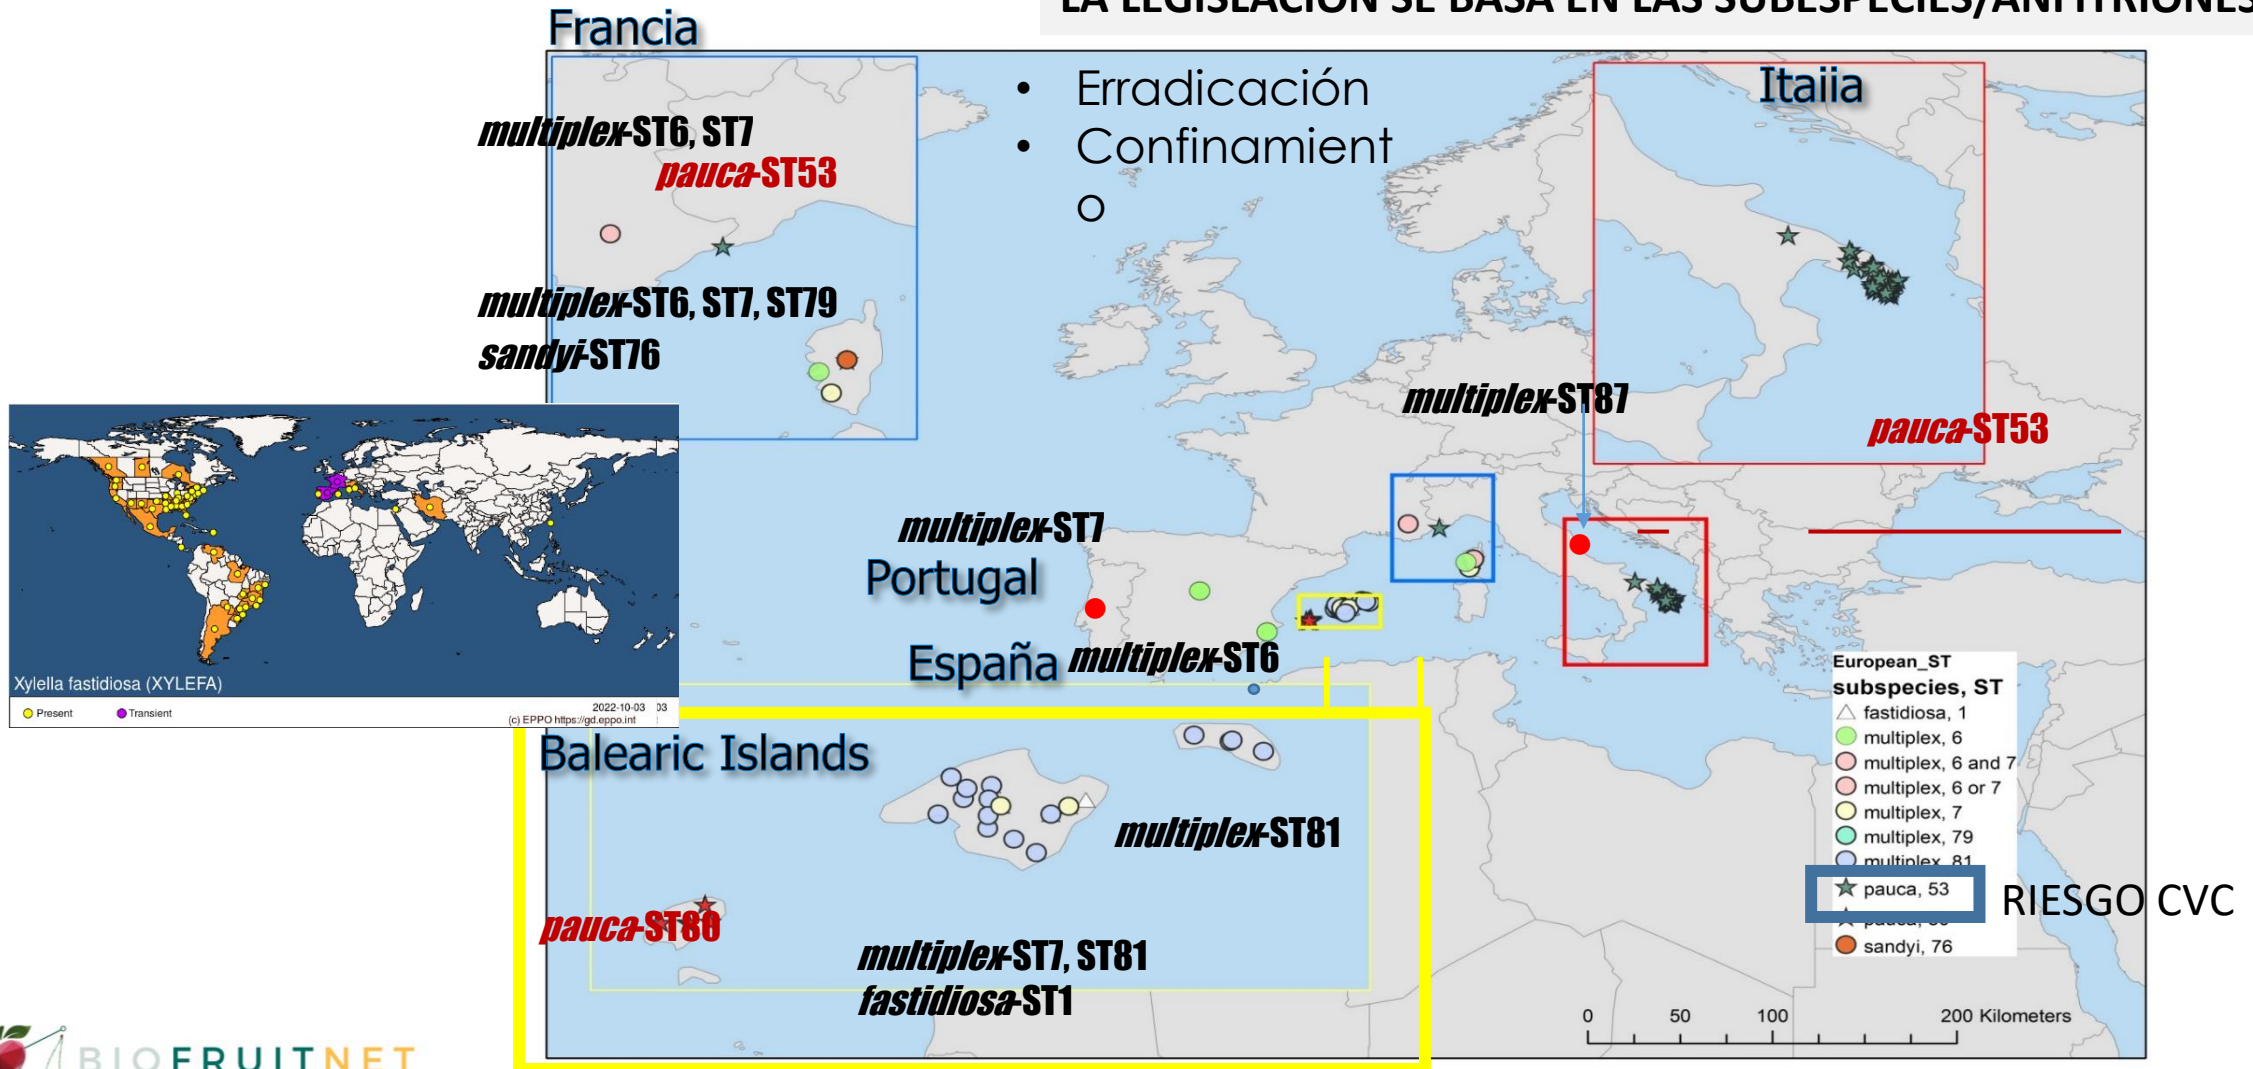 LA LEGISLACIÓN SE BASA EN LAS SUBESPECIES/ANFITRIONES
Francia
• Erradicación
• Confinamient
o
Itaiia
multiplex-ST6, ST7
pauca-ST53
multiplex-ST6, ST7, ST79
sandyi-ST76
multiplex-ST87
pauca-ST53
multiplex-ST7
Portugal
España
multiplex-ST6
Xylella fastidiosa (XYLEFA)
Present
Transient
2022-10-03
03
(c) EPPO https://gd.eppo.int
Balearic Islands
multiplex-ST81
pauca-ST80
multiplex-ST7, ST81
fastidiosa-ST1
European_ST
subspecies, ST
fastidiosa, 1
multiplex, 6
multiplex, 6 and 7
multiplex, 6 or 7
multiplex, 7
multiplex, 79
multiplex, 81
pauca, 53
sandyi, 76
RIESGO CVC
0 50 100 200 Kilometers
BIOFRUITNET